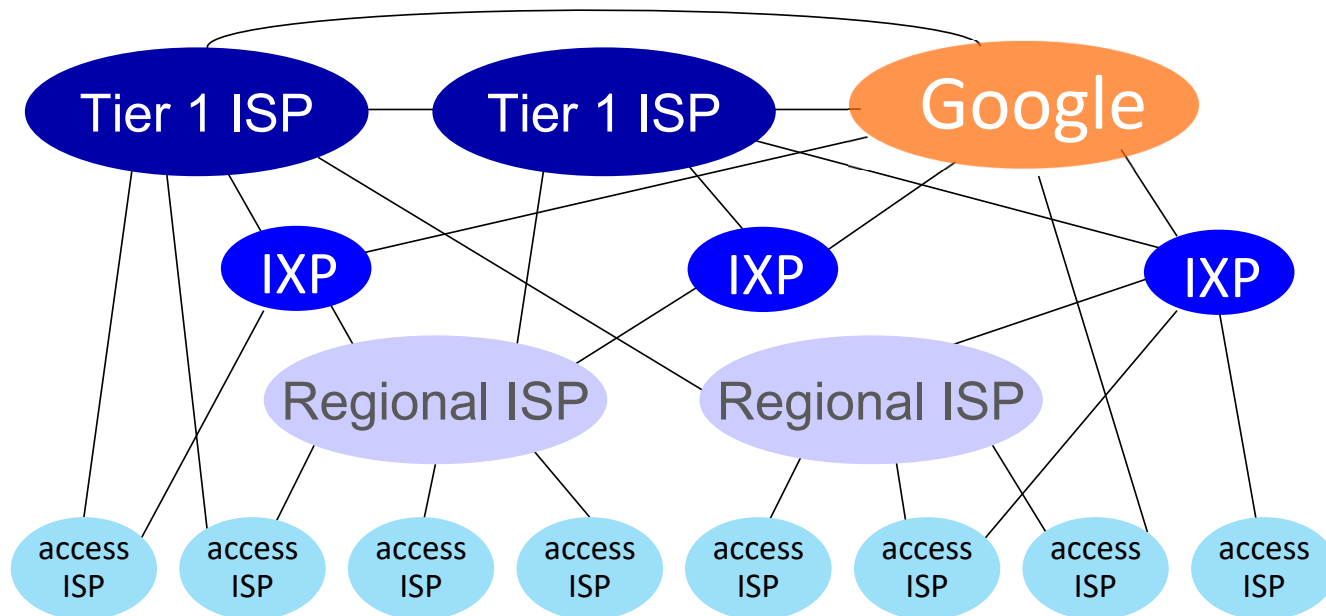 Tier 1 ISP
Tier 1 ISP
Google
IXP
IXP
IXP
Regional ISP
Regional ISP
access
ISP
access
ISP
access
ISP
access
ISP
access
ISP
access
ISP
access
ISP
access
ISP